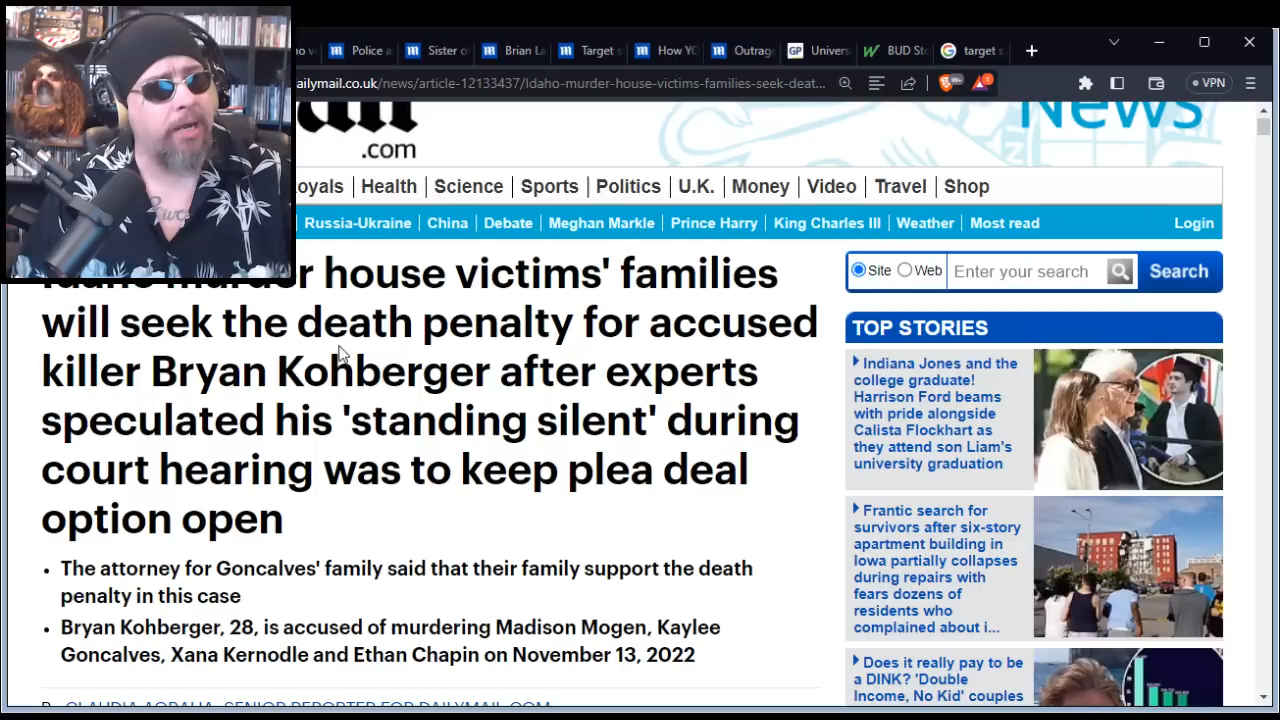 Police a
Sister o
Brian La
Target s
How YO
Outrag
GP
Univers
BUD St
target s
dailymail.co.uk/news/article-12133437/Idaho-murder-house-victims-families-seek-deat...
99+
1
VPN
News
.com
Health
Science
Sports
Politics
U.K.
Money
Video
Travel
Shop
Russia-Ukraine
China
Debate
Meghan Markle
Prince Harry
King Charles III
Weather
Most read
Login
house victims' families
will seek the death penalty for accused
killer Bryan Kohberger after experts
speculated his 'standing silent' during
court hearing was to keep plea deal
option open
The attorney for Goncalves' family said that their family support the death
penalty in this case
Bryan Kohberger, 28, is accused of murdering Madison Mogen, Kaylee
Goncalves, Xana Kernodle and Ethan Chapin on November 13, 2022
Site
Web
Enter your search
Search
TOP STORIES
Indiana Jones and the
college graduate!
Harrison Ford beams
with pride alongside
Calista Flockhart as
they attend son Liam's
university graduation
Frantic search for
survivors after six-story
apartment building in
Iowa partially collapses
during repairs with
fears dozens of
residents who
complained about i...
Does it really pay to be
a DINK? 'Double
Income, No Kid' couples